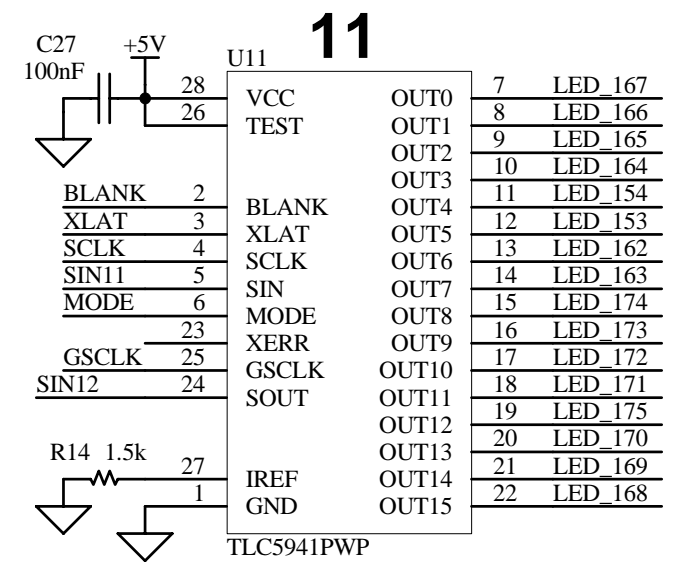 11
C27
100nF
+5V
U11
28 VCC OUT0 7 LED_167
26 TEST OUT1 8 LED_166
OUT2 9 LED_165
OUT3 10 LED_164
BLANK 2 BLANK OUT4 11 LED_154
XLAT 3 XLAT OUT5 12 LED_153
SCLK 4 SCLK OUT6 13 LED_162
SIN11 5 SIN OUT7 14 LED_163
MODE 6 MODE OUT8 15 LED_174
23 XERR OUT9 16 LED_173
GSCLK 25 GSCLK OUT10 17 LED_172
SIN12 24 SOUT OUT11 18 LED_171
OUT12 19 LED_175
OUT13 20 LED_170
R14 1.5k 27 IREF OUT14 21 LED_169
1 GND OUT15 22 LED_168
TLC5941PWP